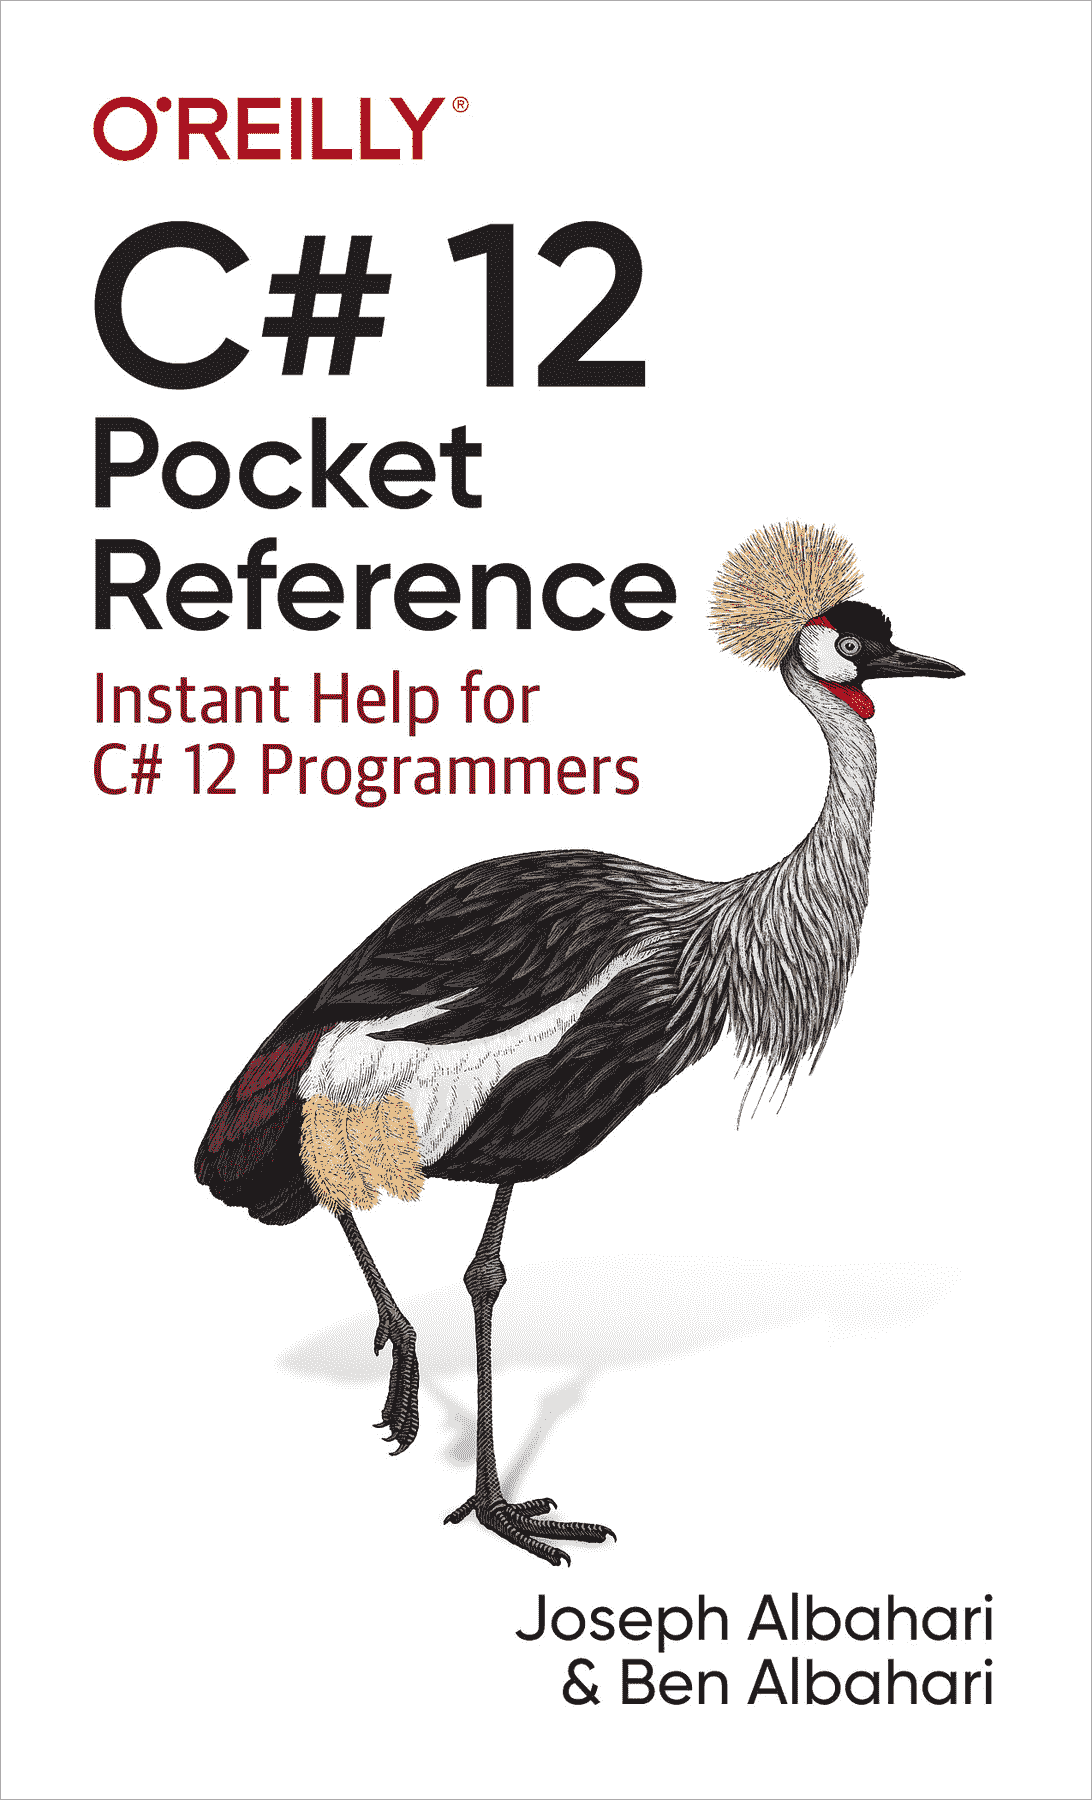 O'REILLY®
C# 12
Pocket
Reference
Instant Help for
C# 12 Programmers
Joseph Albahari
& Ben Albahari